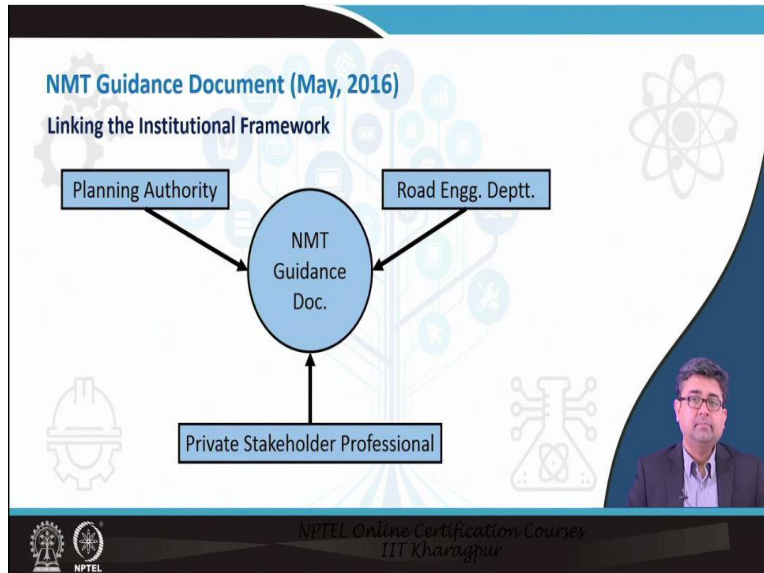 NMT Guidance Document (May, 2016)
Linking the Institutional Framework
Planning Authority
Road Engg. Deptt.
NMT
Guidance
Doc.
Private Stakeholder Professional
NPTEL Online Certification Courses
IIT Kharagpur
NPTEL